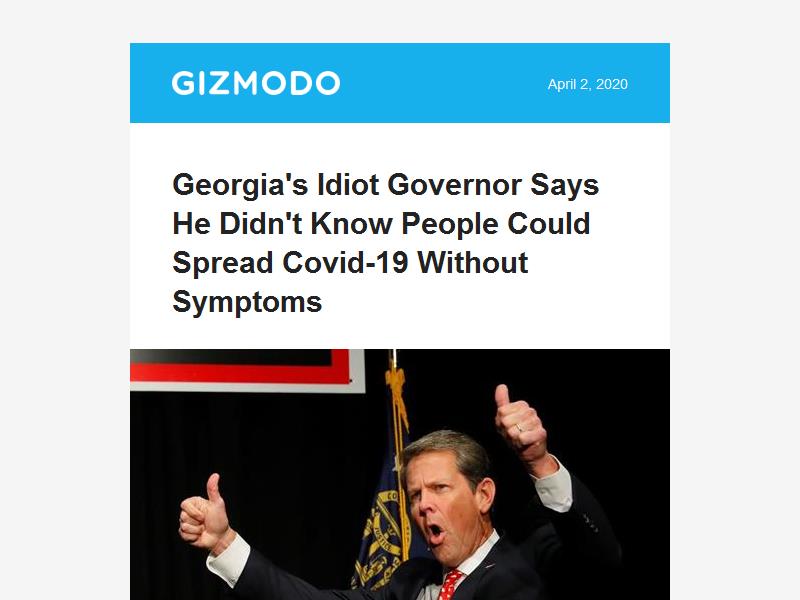 GIZMODO
April 2, 2020
Georgia's Idiot Governor Says
He Didn't Know People Could
Spread Covid-19 Without
Symptoms